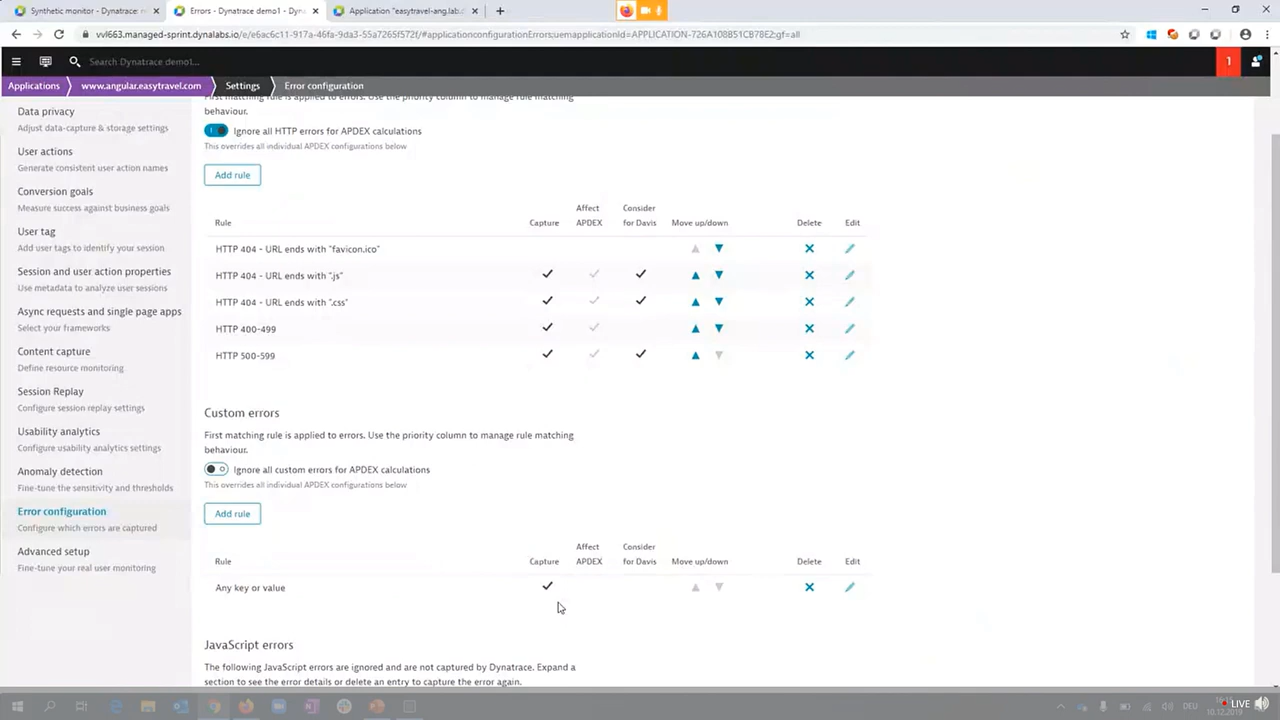 Synthetic monitor - Dynatrace: re
Errors - Dynatrace demo1 - Dyn
Application "easytravel-ang.lab.d
vvl663.managed-sprint.dynalabs.io/e/e6ac6c11-917a-46fa-9da3-55a7265f572f/#applicationconfigurationErrors;uemapplicationId=APPLICATION-726A108B51CB78E2;gf=all
Search Dynatrace demo1...
1
Applications
www.angular.easytravel.com
Settings
Error configuration
Data privacy
Adjust data-capture & storage settings
User actions
Generate consistent user action names
Conversion goals
Measure success against business goals
User tag
Add user tags to identify your session
Session and user action properties
Use metadata to analyze user sessions
Async requests and single page apps
Select your frameworks
Content capture
Define resource monitoring
Session Replay
Configure session replay settings
Usability analytics
Configure usability analytics settings
Anomaly detection
Fine-tune the sensitivity and thresholds
Error configuration
Configure which errors are captured
Advanced setup
Fine-tune your real user monitoring
First matching rule is applied to errors. Use the priority column to manage rule matching
behaviour.
Ignore all HTTP errors for APDEX calculations
This overrides all individual APDEX configurations below
Add rule
Rule Capture Affect APDEX Consider for Davis Move up/down Delete Edit
HTTP 404 - URL ends with "favicon.ico"
HTTP 404 - URL ends with ".js"
HTTP 404 - URL ends with ".css"
HTTP 400-499
HTTP 500-599
Custom errors
First matching rule is applied to errors. Use the priority column to manage rule matching
behaviour.
Ignore all custom errors for APDEX calculations
This overrides all individual APDEX configurations below
Add rule
Rule Capture Affect APDEX Consider for Davis Move up/down Delete Edit
Any key or value
JavaScript errors
The following JavaScript errors are ignored and are not captured by Dynatrace. Expand a
section to see the error details or delete an entry to capture the error again.
DEU
10.12.2019
LIVE